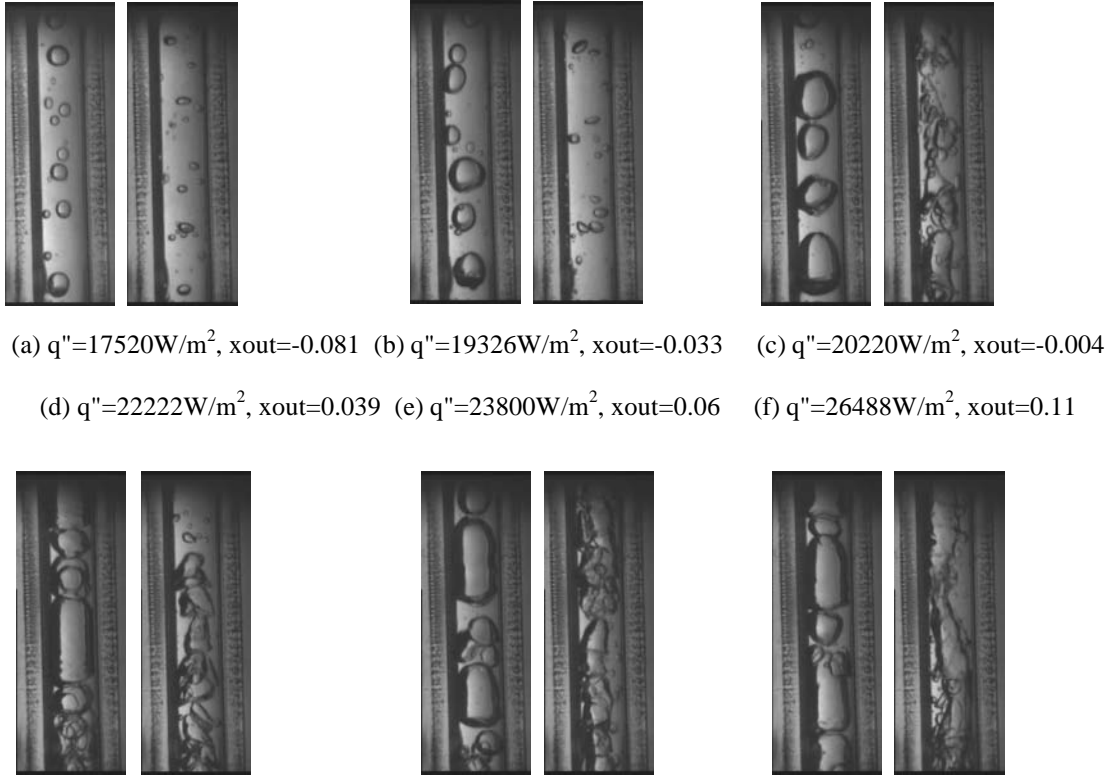 (a) q"=17520W/m², xout=-0.081 (b) q"=19326W/m², xout=-0.033 (c) q"=20220W/m², xout=-0.004
(d) q"=22222W/m², xout=0.039 (e) q"=23800W/m², xout=0.06 (f) q"=26488W/m², xout=0.11